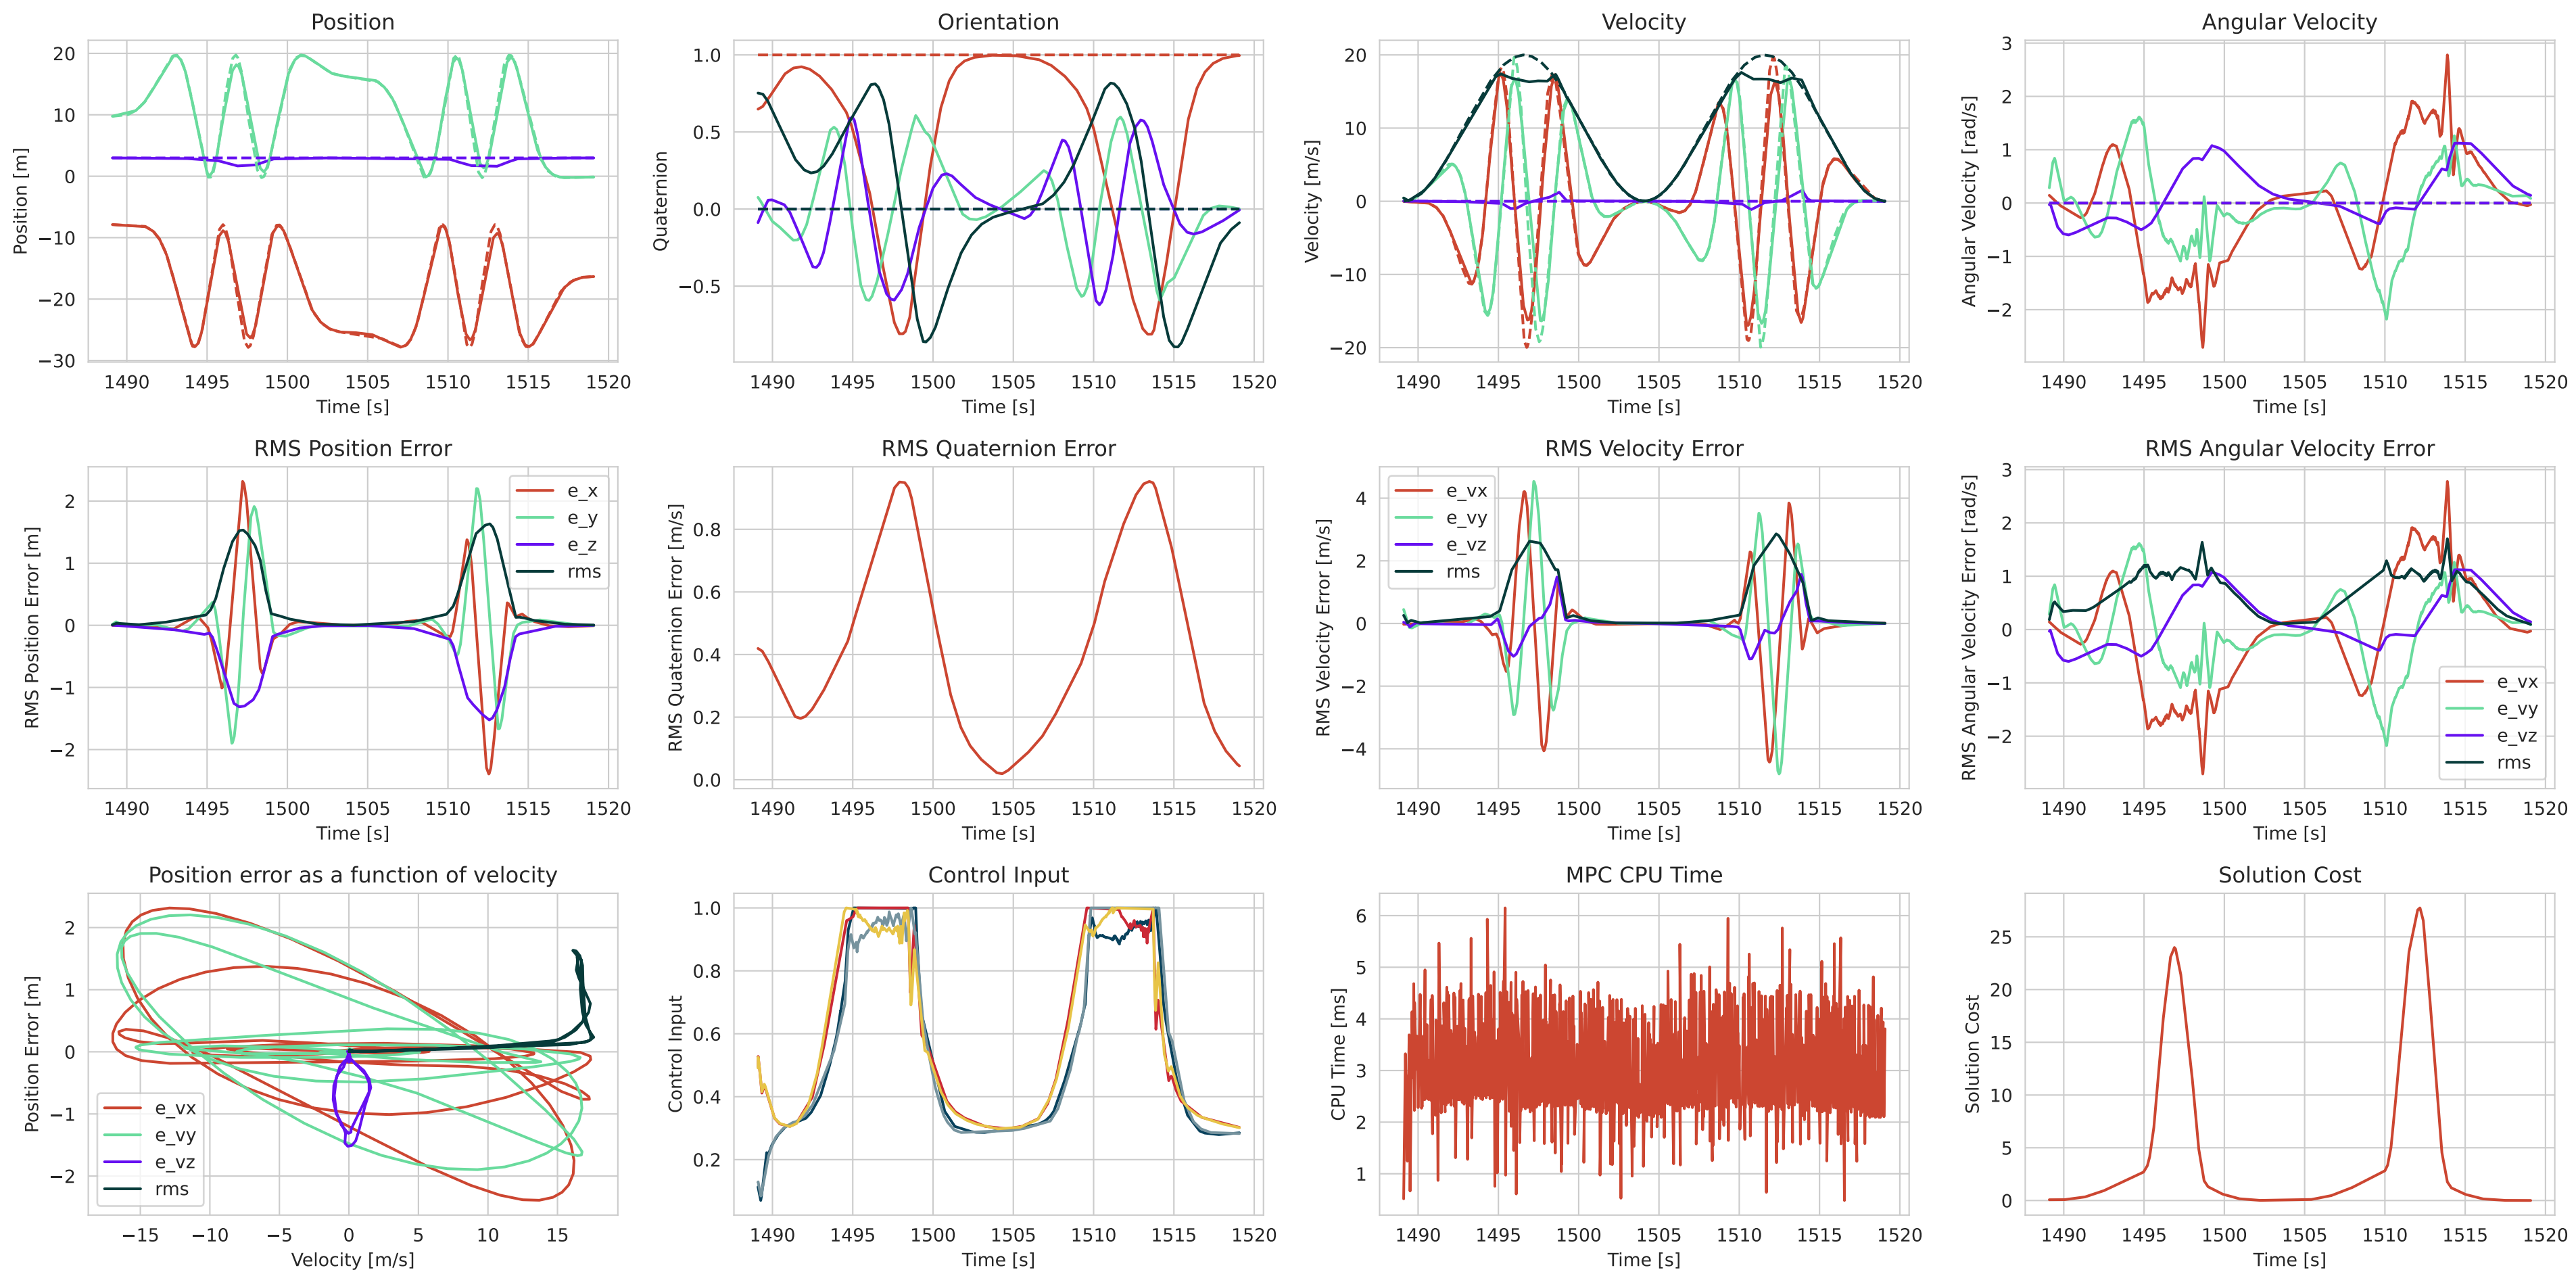 Position
Position [m]
20
10
0
−10
−20
−30
1490 1495 1500 1505 1510 1515 1520
Time [s]
Orientation
Quaternion
1.0
0.5
0.0
−0.5
1490 1495 1500 1505 1510 1515 1520
Time [s]
Velocity
Velocity [m/s]
20
10
0
−10
−20
1490 1495 1500 1505 1510 1515 1520
Time [s]
Angular Velocity
Angular Velocity [rad/s]
3
2
1
0
−1
−2
1490 1495 1500 1505 1510 1515 1520
Time [s]
RMS Position Error
RMS Position Error [m]
2
1
0
−1
−2
e_x
e_y
e_z
rms
1490 1495 1500 1505 1510 1515 1520
Time [s]
RMS Quaternion Error
RMS Quaternion Error [m/s]
0.8
0.6
0.4
0.2
0.0
1490 1495 1500 1505 1510 1515 1520
Time [s]
RMS Velocity Error
RMS Velocity Error [m/s]
4
2
0
−2
−4
e_vx
e_vy
e_vz
rms
1490 1495 1500 1505 1510 1515 1520
Time [s]
RMS Angular Velocity Error
RMS Angular Velocity Error [rad/s]
3
2
1
0
−1
−2
e_vx
e_vy
e_vz
rms
1490 1495 1500 1505 1510 1515 1520
Time [s]
Position error as a function of velocity
Position Error [m]
2
1
0
−1
−2
e_vx
e_vy
e_vz
rms
−15 −10 −5 0 5 10 15
Velocity [m/s]
Control Input
Control Input
1.0
0.8
0.6
0.4
0.2
1490 1495 1500 1505 1510 1515 1520
Time [s]
MPC CPU Time
CPU Time [ms]
6
5
4
3
2
1
1490 1495 1500 1505 1510 1515 1520
Time [s]
Solution Cost
Solution Cost
25
20
15
10
5
0
1490 1495 1500 1505 1510 1515 1520
Time [s]